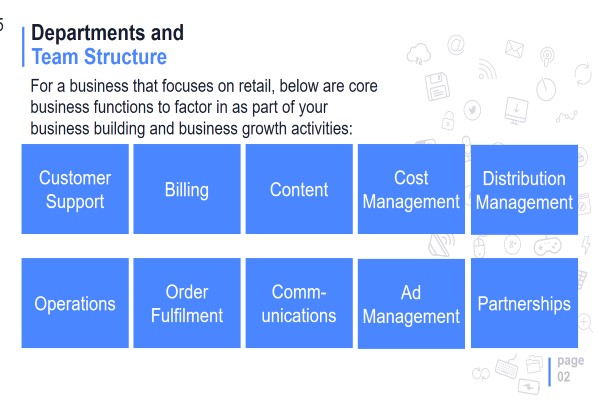 5
Departments and
Team Structure
For a business that focuses on retail, below are core
business functions to factor in as part of your
business building and business growth activities:
Customer
Support
Billing
Content
Cost
Management
Distribution
Management
Operations
Order
Fulfilment
Comm-
unications
Ad
Management
Partnerships
page
02